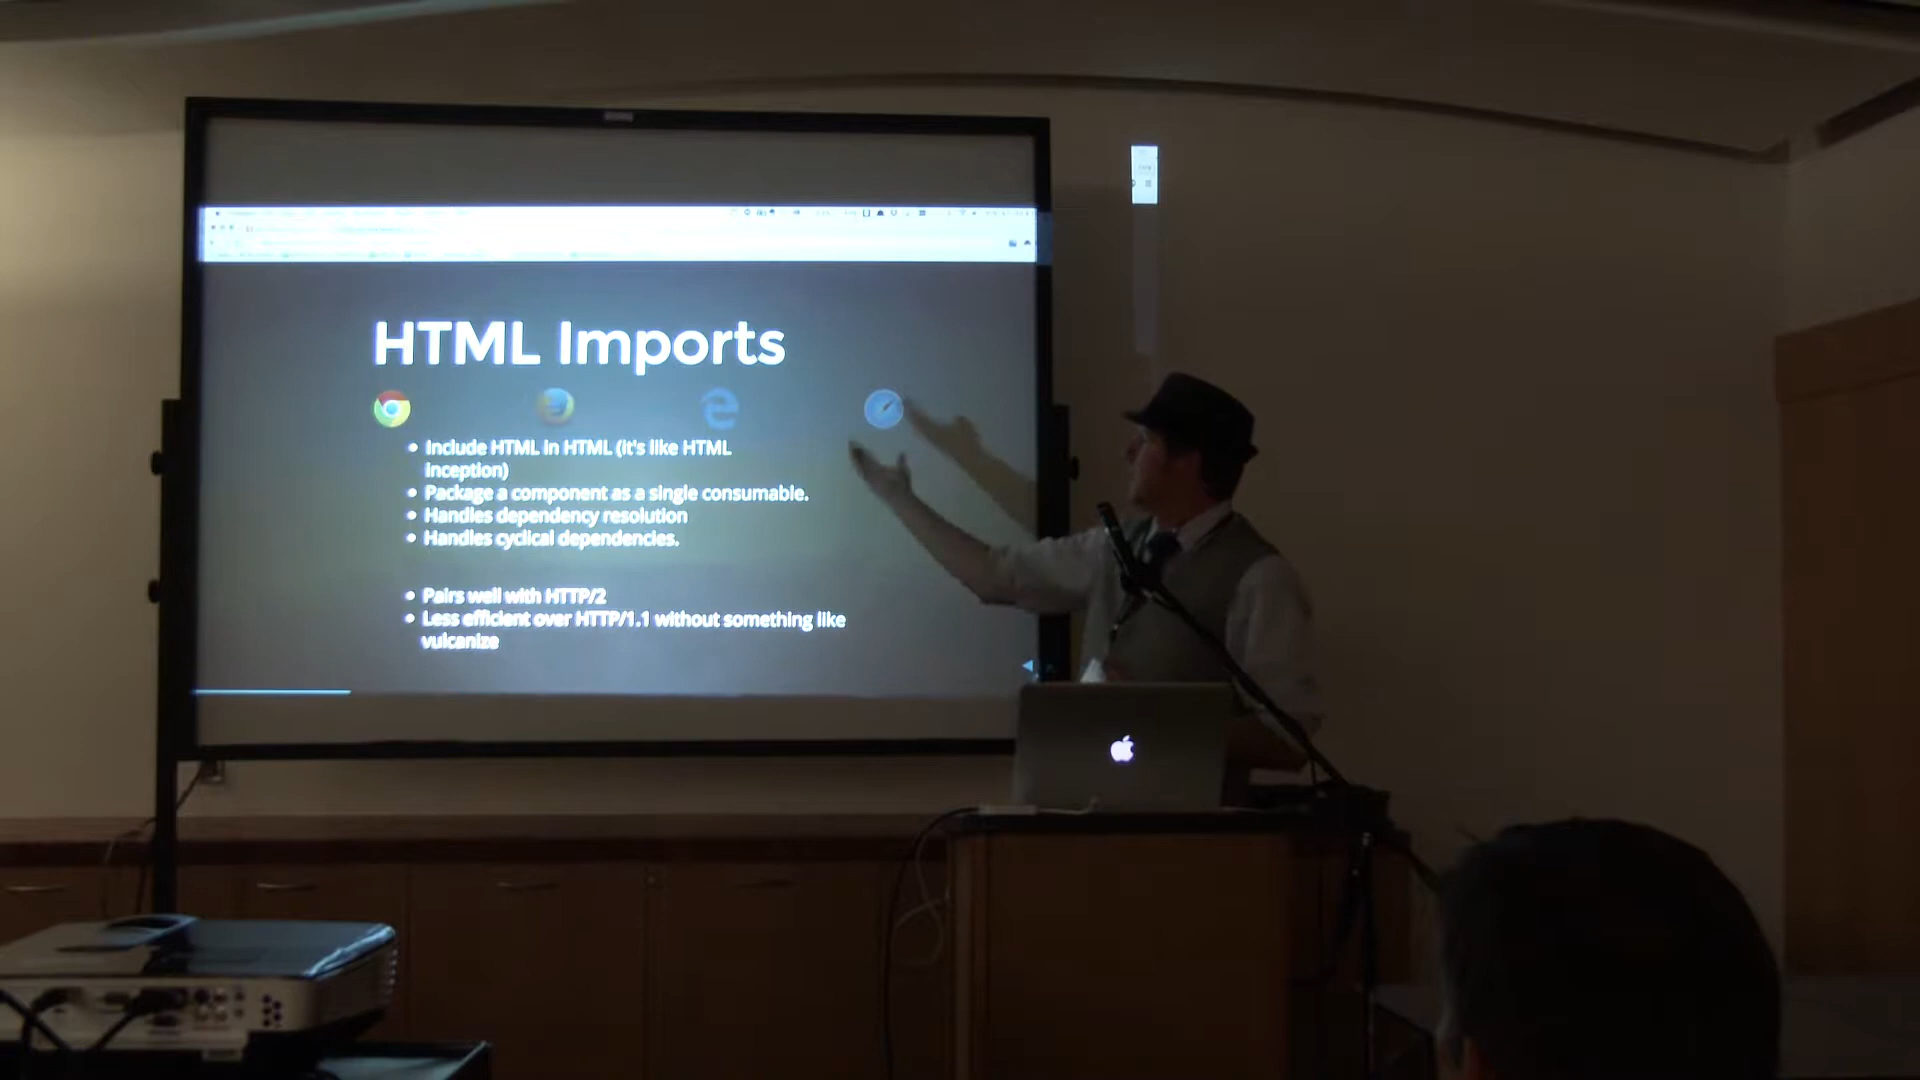 HTML Imports
• Include HTML in HTML (it's like HTML
Inception)
• Package a component as a single consumable.
• Handles dependency resolution
• Handles cyclical dependencies.
• Pairs well with HTTP/2
• Less efficient over HTTP/1.1 without something like
vulcanize